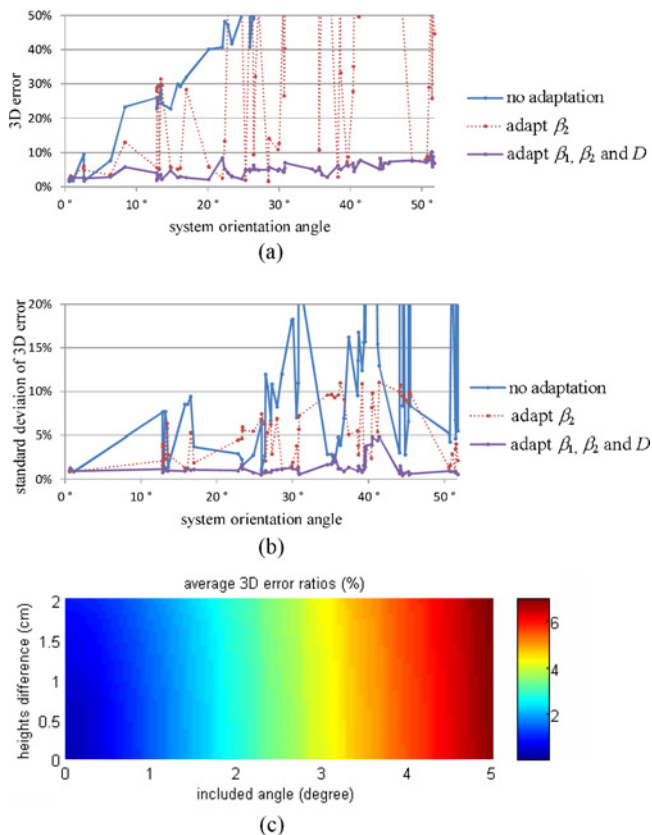 50%
40%
30%
20%
10%
0%
3D error
0 ° 10 ° 20 ° 30 ° 40 ° 50 °
system orientation angle
no adaptation
adapt β2
adapt β1, β2 and D
(a)
20%
15%
10%
5%
0%
standard deviaion of 3D error
0 ° 10 ° 20 ° 30 ° 40 ° 50 °
system orientation angle
no adaptation
adapt β2
adapt β1, β2 and D
(b)
average 3D error ratios (%)
2
1.5
1
0.5
0
heights difference (cm)
0 1 2 3 4 5
included angle (degree)
6
4
2
(c)